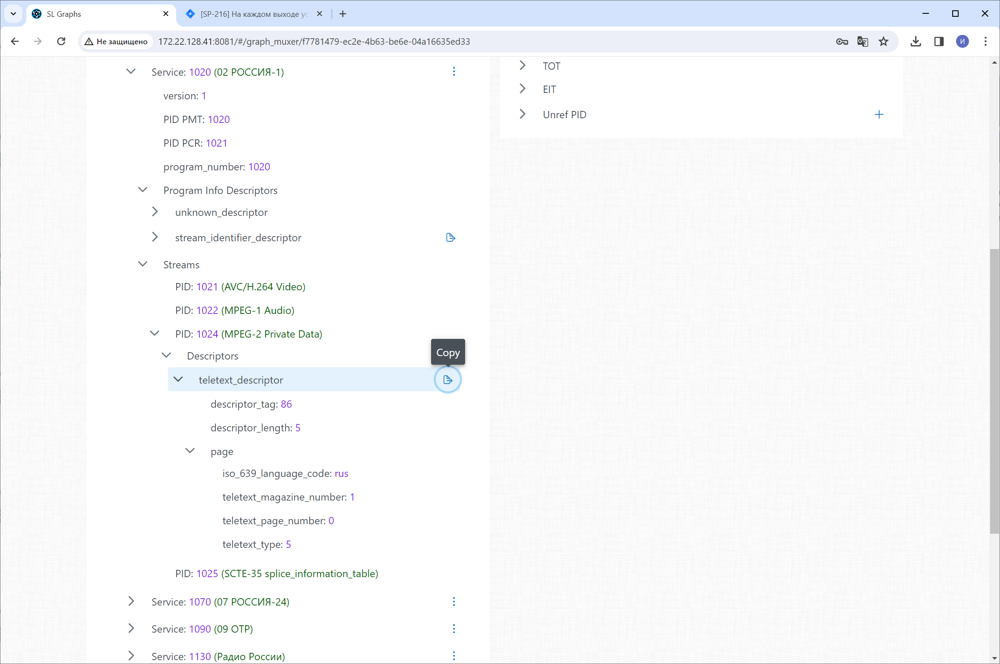 SL Graphs
[SP-216] На каждом выходе ус
Не защищено
172.22.128.41:8081/#/graph_muxer/f7781479-ec2e-4b63-be6e-04a16635ed33
И
Service: 1020 (02 РОССИЯ-1)
version: 1
PID PMT: 1020
PID PCR: 1021
program_number: 1020
Program Info Descriptors
unknown_descriptor
stream_identifier_descriptor
Streams
PID: 1021 (AVC/H.264 Video)
PID: 1022 (MPEG-1 Audio)
PID: 1024 (MPEG-2 Private Data)
Copy
Descriptors
teletext_descriptor
descriptor_tag: 86
descriptor_length: 5
page
iso_639_language_code: rus
teletext_magazine_number: 1
teletext_page_number: 0
teletext_type: 5
PID: 1025 (SCTE-35 splice_information_table)
Service: 1070 (07 РОССИЯ-24)
Service: 1090 (09 ОТР)
Service: 1130 (Радио России)
TOT
EIT
Unref PID